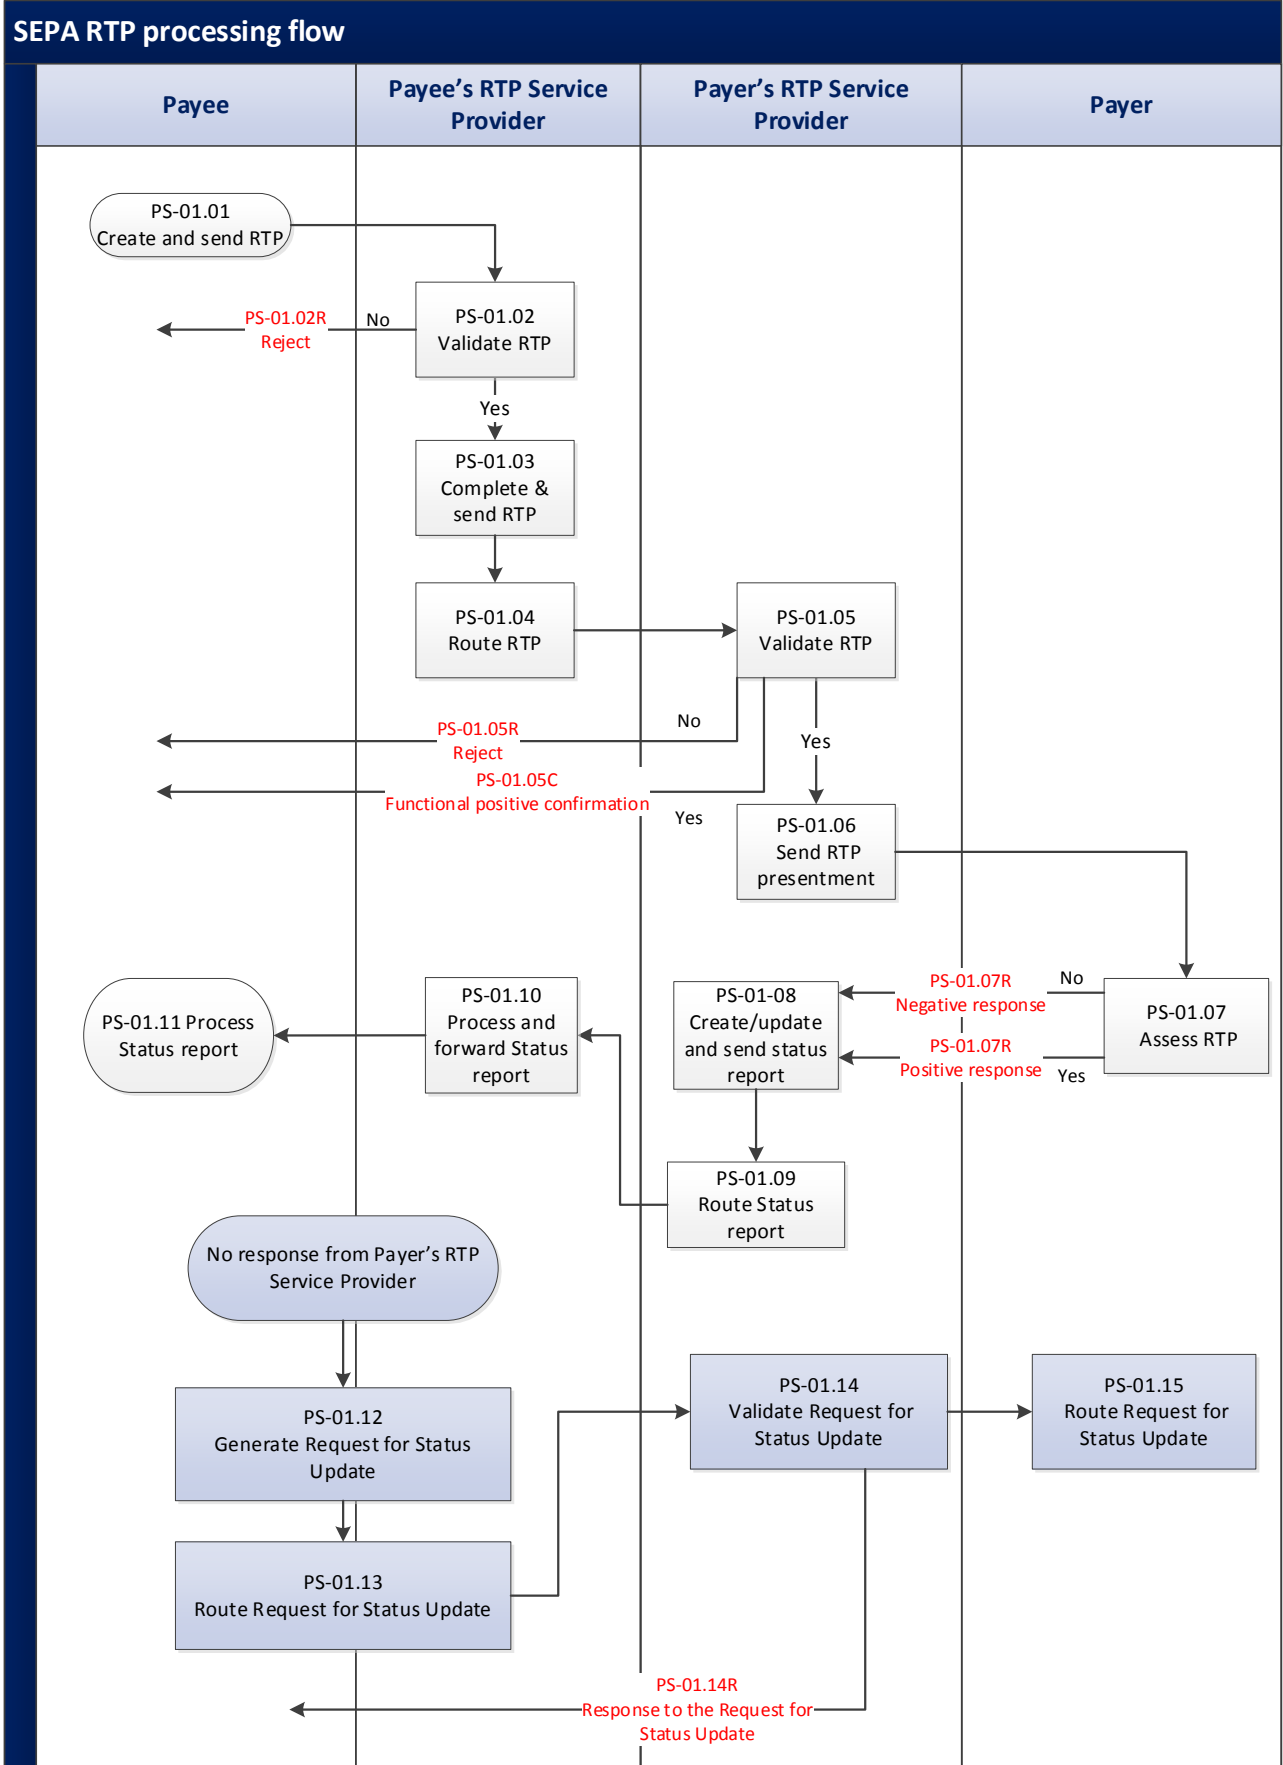 SEPA RTP processing flow
Payee
Payee’s RTP Service
Provider
Payer’s RTP Service
Provider
Payer
PS-01.01
Create and send RTP
PS-01.02R
Reject
No
PS-01.02
Validate RTP
Yes
PS-01.03
Complete &
send RTP
PS-01.04
Route RTP
PS-01.05
Validate RTP
PS-01.05R
Reject
No
Yes
PS-01.05C
Functional positive confirmation
Yes
PS-01.06
Send RTP
presentment
PS-01.11 Process
Status report
PS-01.10
Process and
forward Status
report
PS-01-08
Create/update
and send status
report
PS-01.07R
Negative response
No
PS-01.07R
Positive response
Yes
PS-01.07
Assess RTP
PS-01.09
Route Status
report
No response from Payer’s RTP
Service Provider
PS-01.12
Generate Request for Status
Update
PS-01.14
Validate Request for
Status Update
PS-01.15
Route Request for
Status Update
PS-01.13
Route Request for Status Update
PS-01.14R
Response to the Request for
Status Update